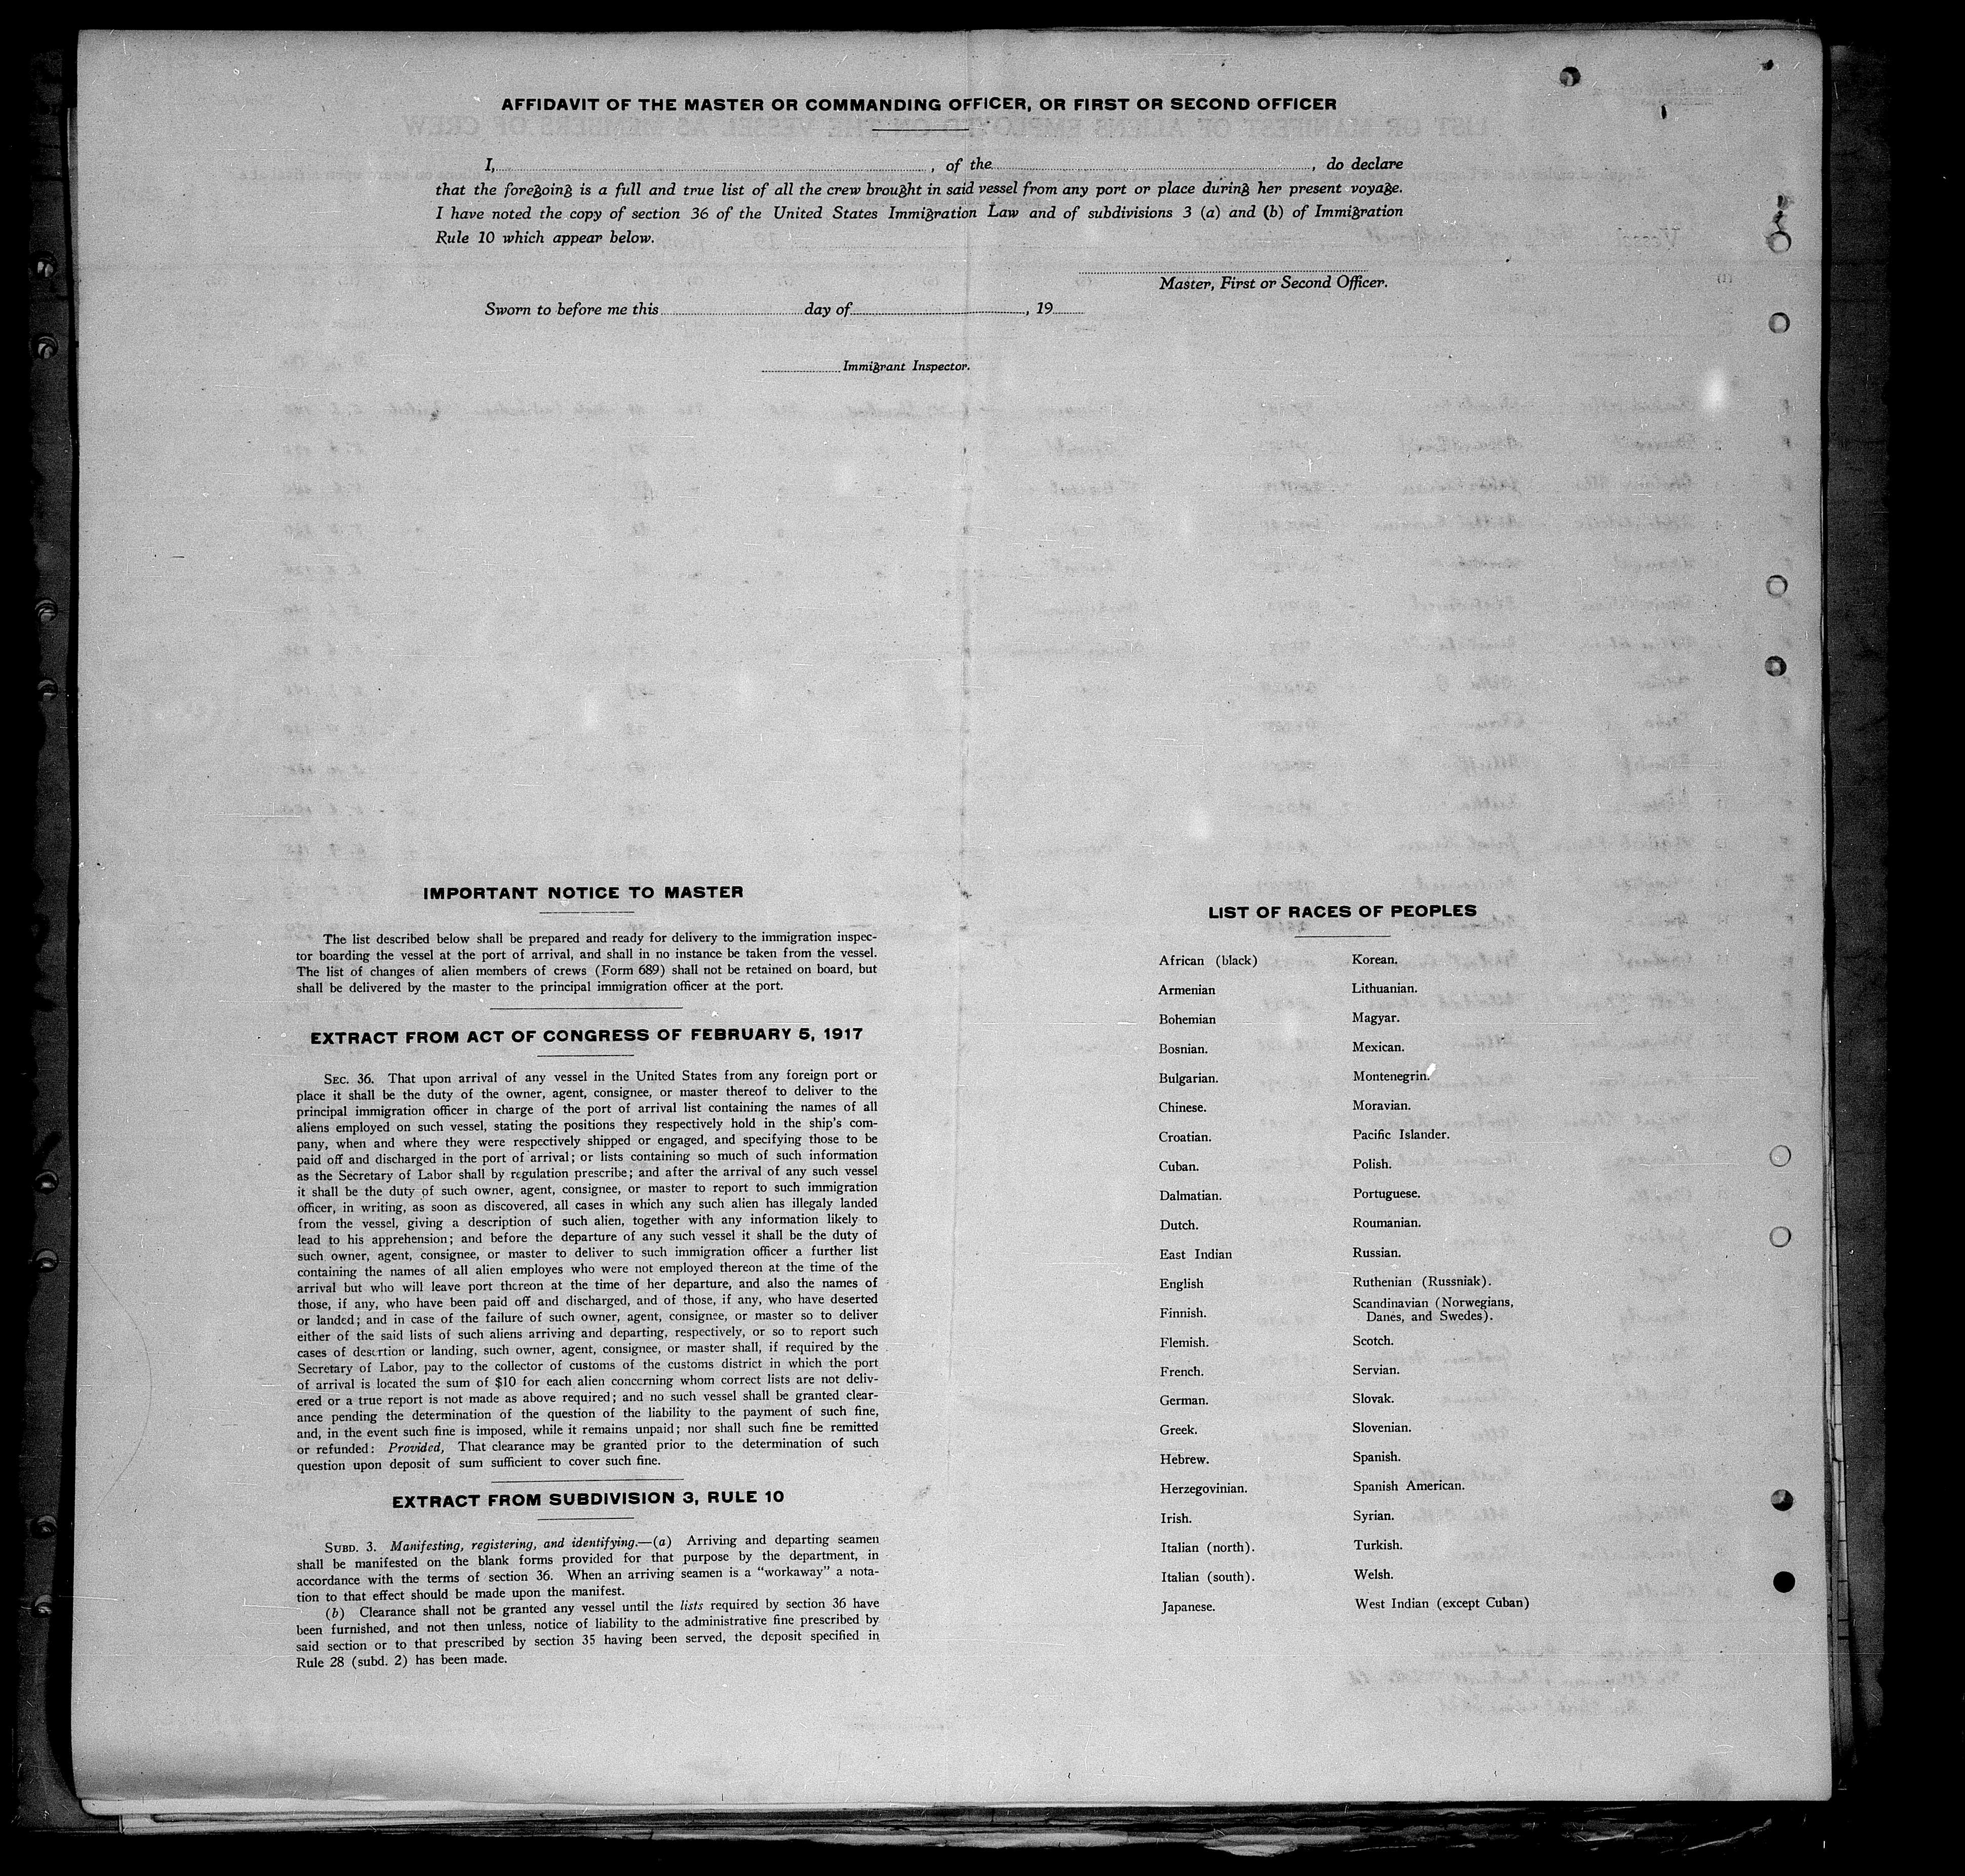 AFFIDAVIT OF THE MASTER OR COMMANDING OFFICER, OR FIRST OR SECOND OFFICER
I, , of the , do declare
that the foregoing is a full and true list of all the crew brought in said vessel from any port or place during her present voyage.
I have noted the copy of section 36 of the United States Immigration Law and of subdivisions 3 (a) and (b) of Immigration
Rule 10 which appear below.
Master, First or Second Officer.
Sworn to before me this day of , 19
Immigrant Inspector.
IMPORTANT NOTICE TO MASTER
The list described below shall be prepared and ready for delivery to the immigration inspec-
tor boarding the vessel at the port of arrival, and shall in no instance be taken from the vessel.
The list of changes of alien members of crews (Form 689) shall not be retained on board, but
shall be delivered by the master to the principal immigration officer at the port.
EXTRACT FROM ACT OF CONGRESS OF FEBRUARY 5, 1917
SEC. 36. That upon arrival of any vessel in the United States from any foreign port or
place it shall be the duty of the owner, agent, consignee, or master thereof to deliver to the
principal immigration officer in charge of the port of arrival list containing the names of all
aliens employed on such vessel, stating the positions they respectively hold in the ship's com-
pany, when and where they were respectively shipped or engaged, and specifying those to be
paid off and discharged in the port of arrival; or lists containing so much of such information
as the Secretary of Labor shall by regulation prescribe; and after the arrival of any such vessel
it shall be the duty of such owner, agent, consignee, or master to report to such immigration
officer, in writing, as soon as discovered, all cases in which any such alien has illegaly landed
from the vessel, giving a description of such alien, together with any information likely to
lead to his apprehension; and before the departure of any such vessel it shall be the duty of
such owner, agent, consignee, or master to deliver to such immigration officer a further list
containing the names of all alien employes who were not employed thereon at the time of the
arrival but who will leave port thereon at the time of her departure, and also the names of
those, if any, who have been paid off and discharged, and of those, if any, who have deserted
or landed; and in case of the failure of such owner, agent, consignee, or master so to deliver
either of the said lists of such aliens arriving and departing, respectively, or so to report such
cases of desertion or landing, such owner, agent, consignee, or master shall, if required by the
Secretary of Labor, pay to the collector of customs of the customs district in which the port
of arrival is located the sum of $10 for each alien concerning whom correct lists are not deliv-
ered or a true report is not made as above required; and no such vessel shall be granted clear-
ance pending the determination of the question of the liability to the payment of such fine,
and, in the event such fine is imposed, while it remains unpaid; nor shall such fine be remitted
or refunded: Provided, That clearance may be granted prior to the determination of such
question upon deposit of sum sufficient to cover such fine.
EXTRACT FROM SUBDIVISION 3, RULE 10
SUBD. 3. Manifesting, registering, and identifying.—(a) Arriving and departing seamen
shall be manifested on the blank forms provided for that purpose by the department, in
accordance with the terms of section 36. When an arriving seamen is a "workaway" a nota-
tion to that effect should be made upon the manifest.
(b) Clearance shall not be granted any vessel until the lists required by section 36 have
been furnished, and not then unless, notice of liability to the administrative fine prescribed by
said section or to that prescribed by section 35 having been served, the deposit specified in
Rule 28 (subd. 2) has been made.
LIST OF RACES OF PEOPLES
African (black)
Armenian
Bohemian
Bosnian.
Bulgarian.
Chinese.
Croatian.
Cuban.
Dalmatian.
Dutch.
East Indian
English
Finnish.
Flemish.
French.
German.
Greek.
Hebrew.
Herzegovinian.
Irish.
Italian (north).
Italian (south).
Japanese.
Korean.
Lithuanian.
Magyar.
Mexican.
Montenegrin.
Moravian.
Pacific Islander.
Polish.
Portuguese.
Roumanian.
Russian.
Ruthenian (Russniak).
Scandinavian (Norwegians,
Danes, and Swedes).
Scotch.
Servian.
Slovak.
Slovenian.
Spanish.
Spanish American.
Syrian.
Turkish.
Welsh.
West Indian (except Cuban)